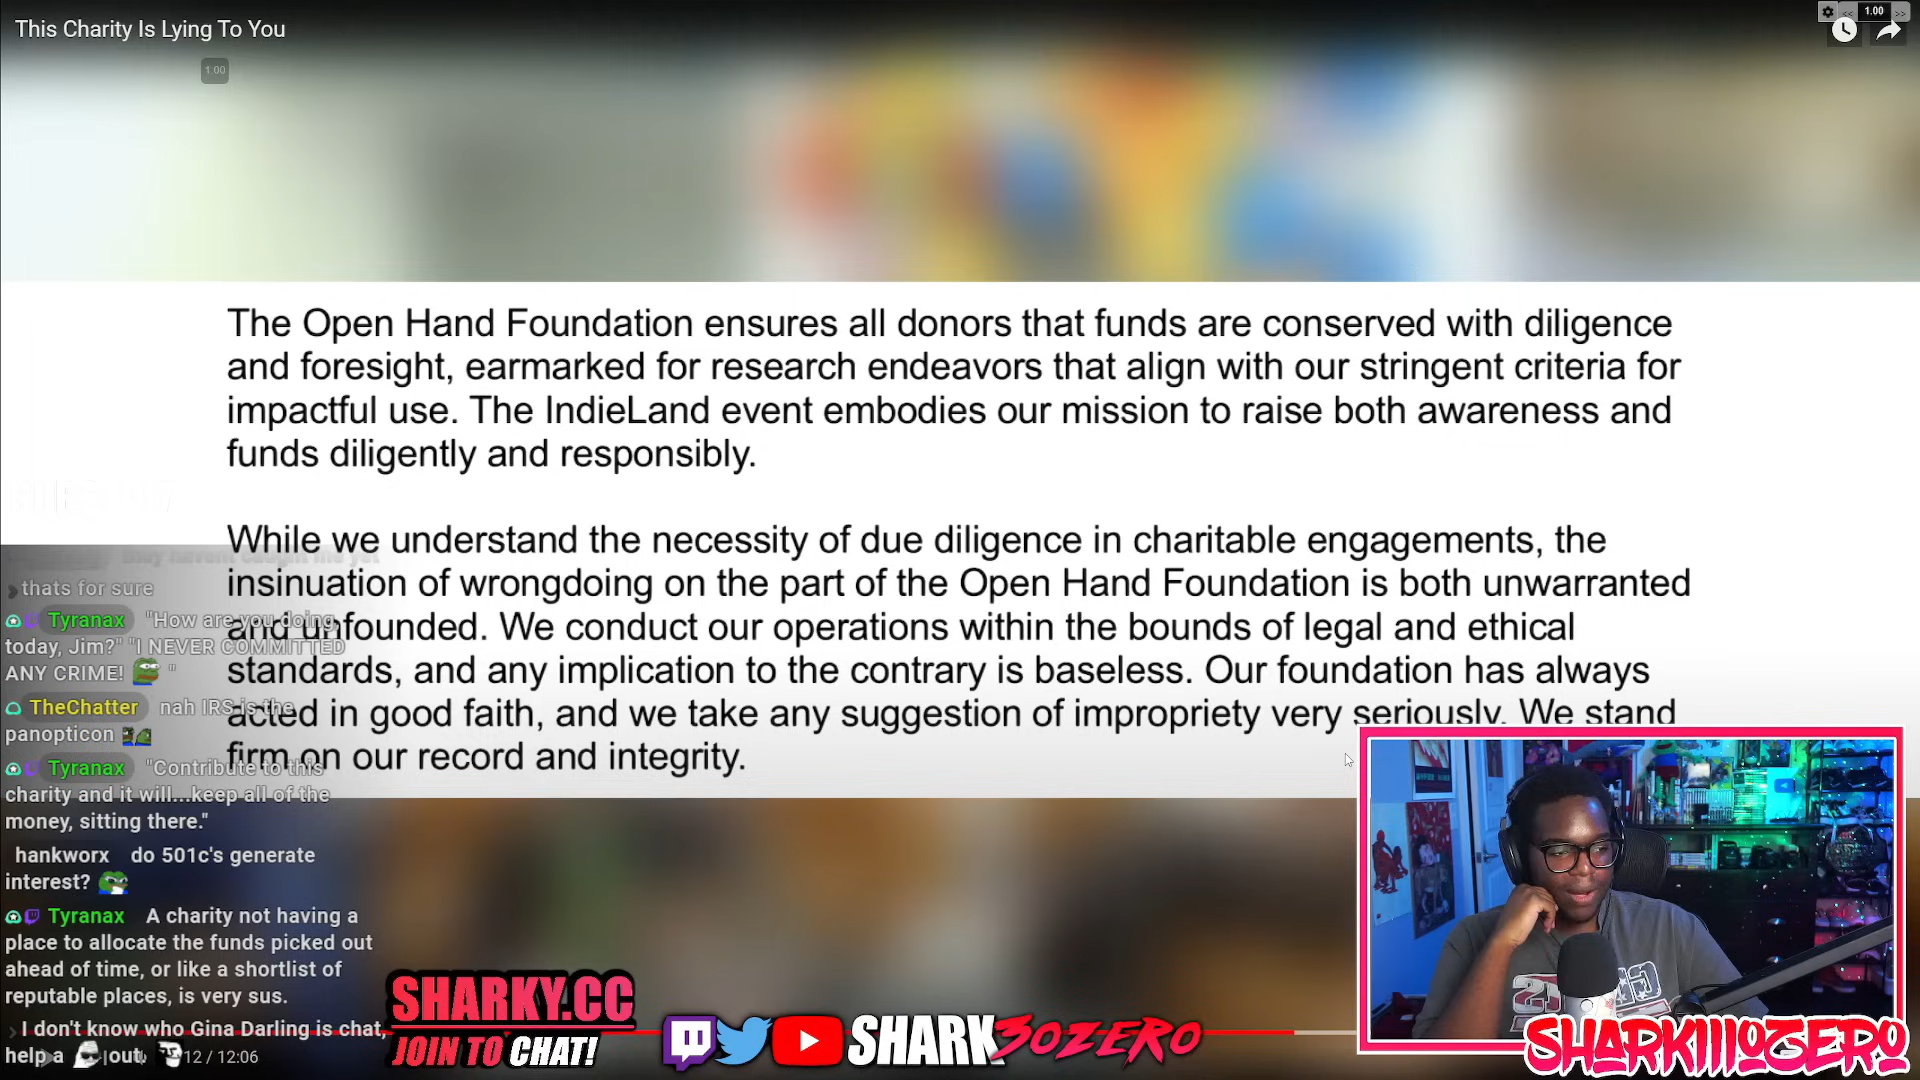 This Charity Is Lying To You
1.00
1.00
The Open Hand Foundation ensures all donors that funds are conserved with diligence
and foresight, earmarked for research endeavors that align with our stringent criteria for
impactful use. The IndieLand event embodies our mission to raise both awareness and
funds diligently and responsibly.
While we understand the necessity of due diligence in charitable engagements, the
insinuation of wrongdoing on the part of the Open Hand Foundation is both unwarranted
and unfounded. We conduct our operations within the bounds of legal and ethical
standards, and any implication to the contrary is baseless. Our foundation has always
acted in good faith, and we take any suggestion of impropriety very seriously. We stand
firm on our record and integrity.
they havent caught me yet
thats for sure
Tyranax "How are you doing
today, Jim?" "I NEVER COMMITTED
ANY CRIME! "
TheChatter nah IRS is the
panopticon
Tyranax "Contribute to this
charity and it will...keep all of the
money, sitting there."
hankworx do 501c's generate
interest?
Tyranax A charity not having a
place to allocate the funds picked out
ahead of time, or like a shortlist of
reputable places, is very sus.
I don't know who Gina Darling is chat,
help a out
12 / 12:06
SHARKY.CC
JOIN TO CHAT!
SHARK3OZERO
SHARKIIIOZERO